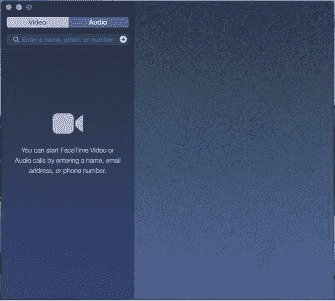 Video Audio
Enter a name, email, or number
You can start FaceTime Video or
Audio calls by entering a name, email
address, or phone number.